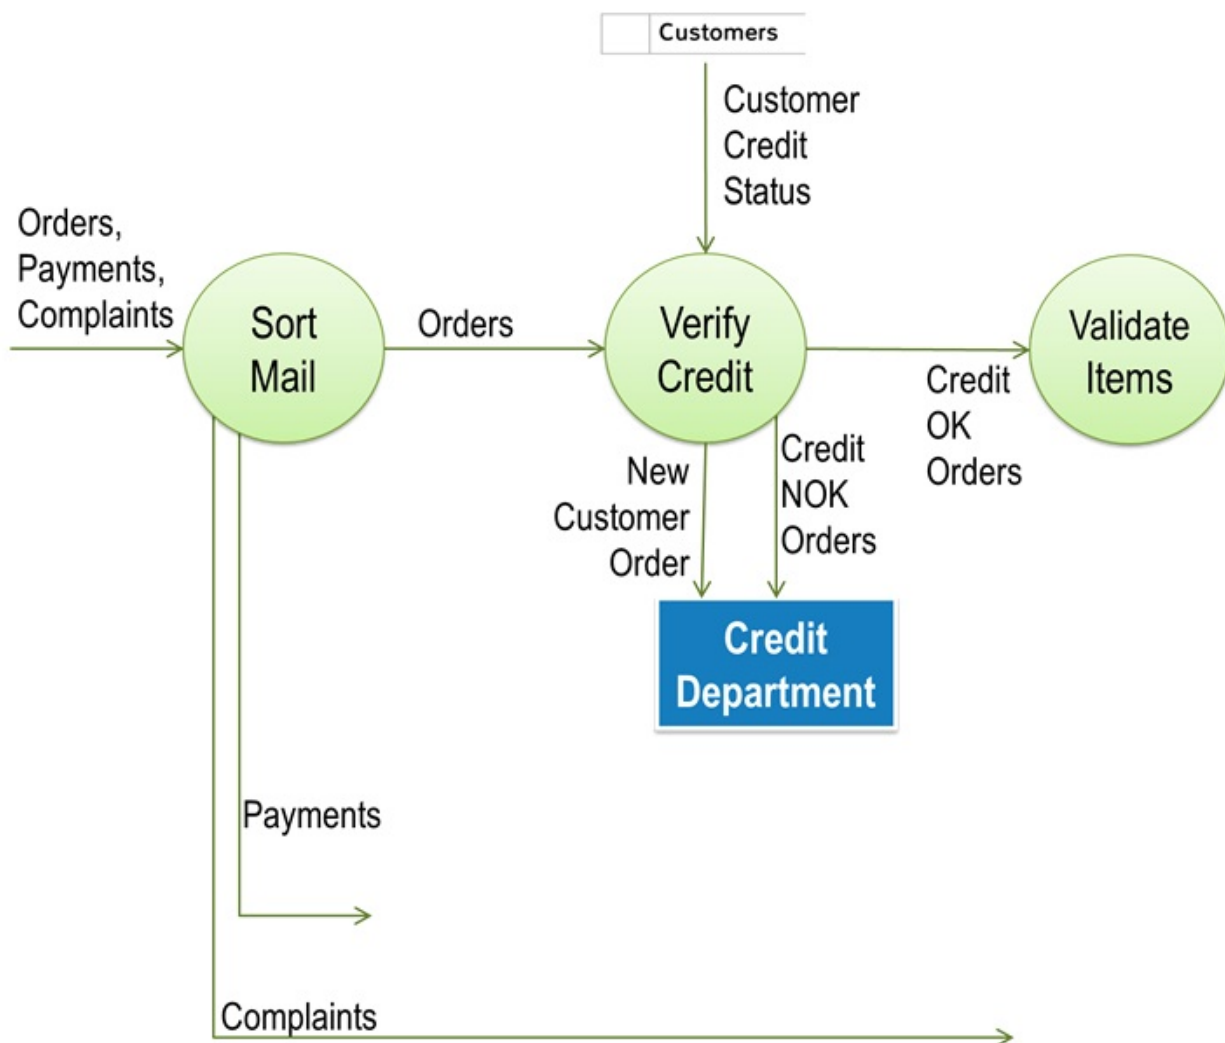 Customers
Customer
Credit
Status
Orders,
Payments,
Complaints
Sort
Mail
Orders
Verify
Credit
Validate
Items
Credit
OK
Orders
New
Customer
Order
Credit
NOK
Orders
Credit
Department
Payments
Complaints